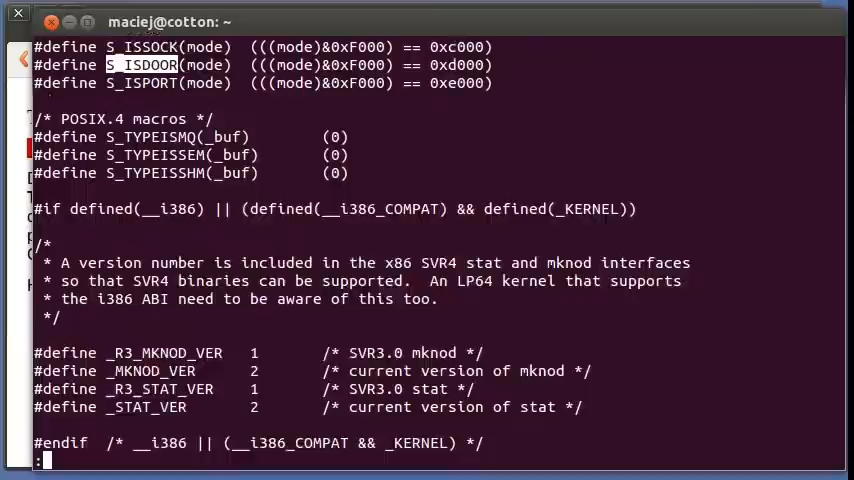 maciej@cotton: ~
#define S_ISSOCK(mode)  (((mode)&0xF000) == 0xc000)
#define S_ISDOOR(mode)  (((mode)&0xF000) == 0xd000)
#define S_ISPORT(mode)  (((mode)&0xF000) == 0xe000)
/* POSIX.4 macros */
#define S_TYPEISMQ(_buf)        (0)
#define S_TYPEISSEM(_buf)       (0)
#define S_TYPEISSHM(_buf)       (0)
#if defined(__i386) || (defined(__i386_COMPAT) && defined(_KERNEL))
/*
 * A version number is included in the x86 SVR4 stat and mknod interfaces
 * so that SVR4 binaries can be supported.  An LP64 kernel that supports
 * the i386 ABI need to be aware of this too.
 */
#define _R3_MKNOD_VER   1       /* SVR3.0 mknod */
#define _MKNOD_VER      2       /* current version of mknod */
#define _R3_STAT_VER    1       /* SVR3.0 stat */
#define _STAT_VER       2       /* current version of stat */
#endif  /* __i386 || (__i386_COMPAT && _KERNEL) */
: